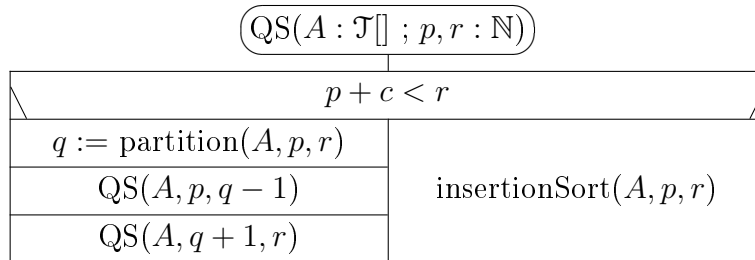 QS(A : 𝒯[] ; p, r : ℕ)
p + c < r
q := partition(A, p, r)
QS(A, p, q − 1)
insertionSort(A, p, r)
QS(A, q + 1, r)